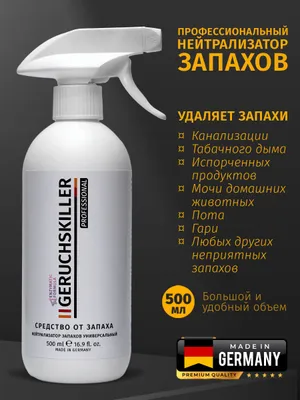 ПРОФЕССИОНАЛЬНЫЙ
НЕЙТРАЛИЗАТОР
ЗАПАХОВ
УДАЛЯЕТ ЗАПАХИ
Канализации
Табачного дыма
Испорченных
продуктов
Мочи домашних
животных
Пота
Гари
Любых других
неприятных
запахов
500
МЛ
Большой и
удобный объем
MADE IN
GERMANY
PREMIUM QUALITY
GERUCHSKILLER
PROFESSIONAL
СРЕДСТВО ОТ ЗАПАХА
НЕЙТРАЛИЗАТОР ЗАПАХОВ УНИВЕРСАЛЬНЫЙ
500 ml ℮ 16.9 fl. oz.
MADE IN GERMANY